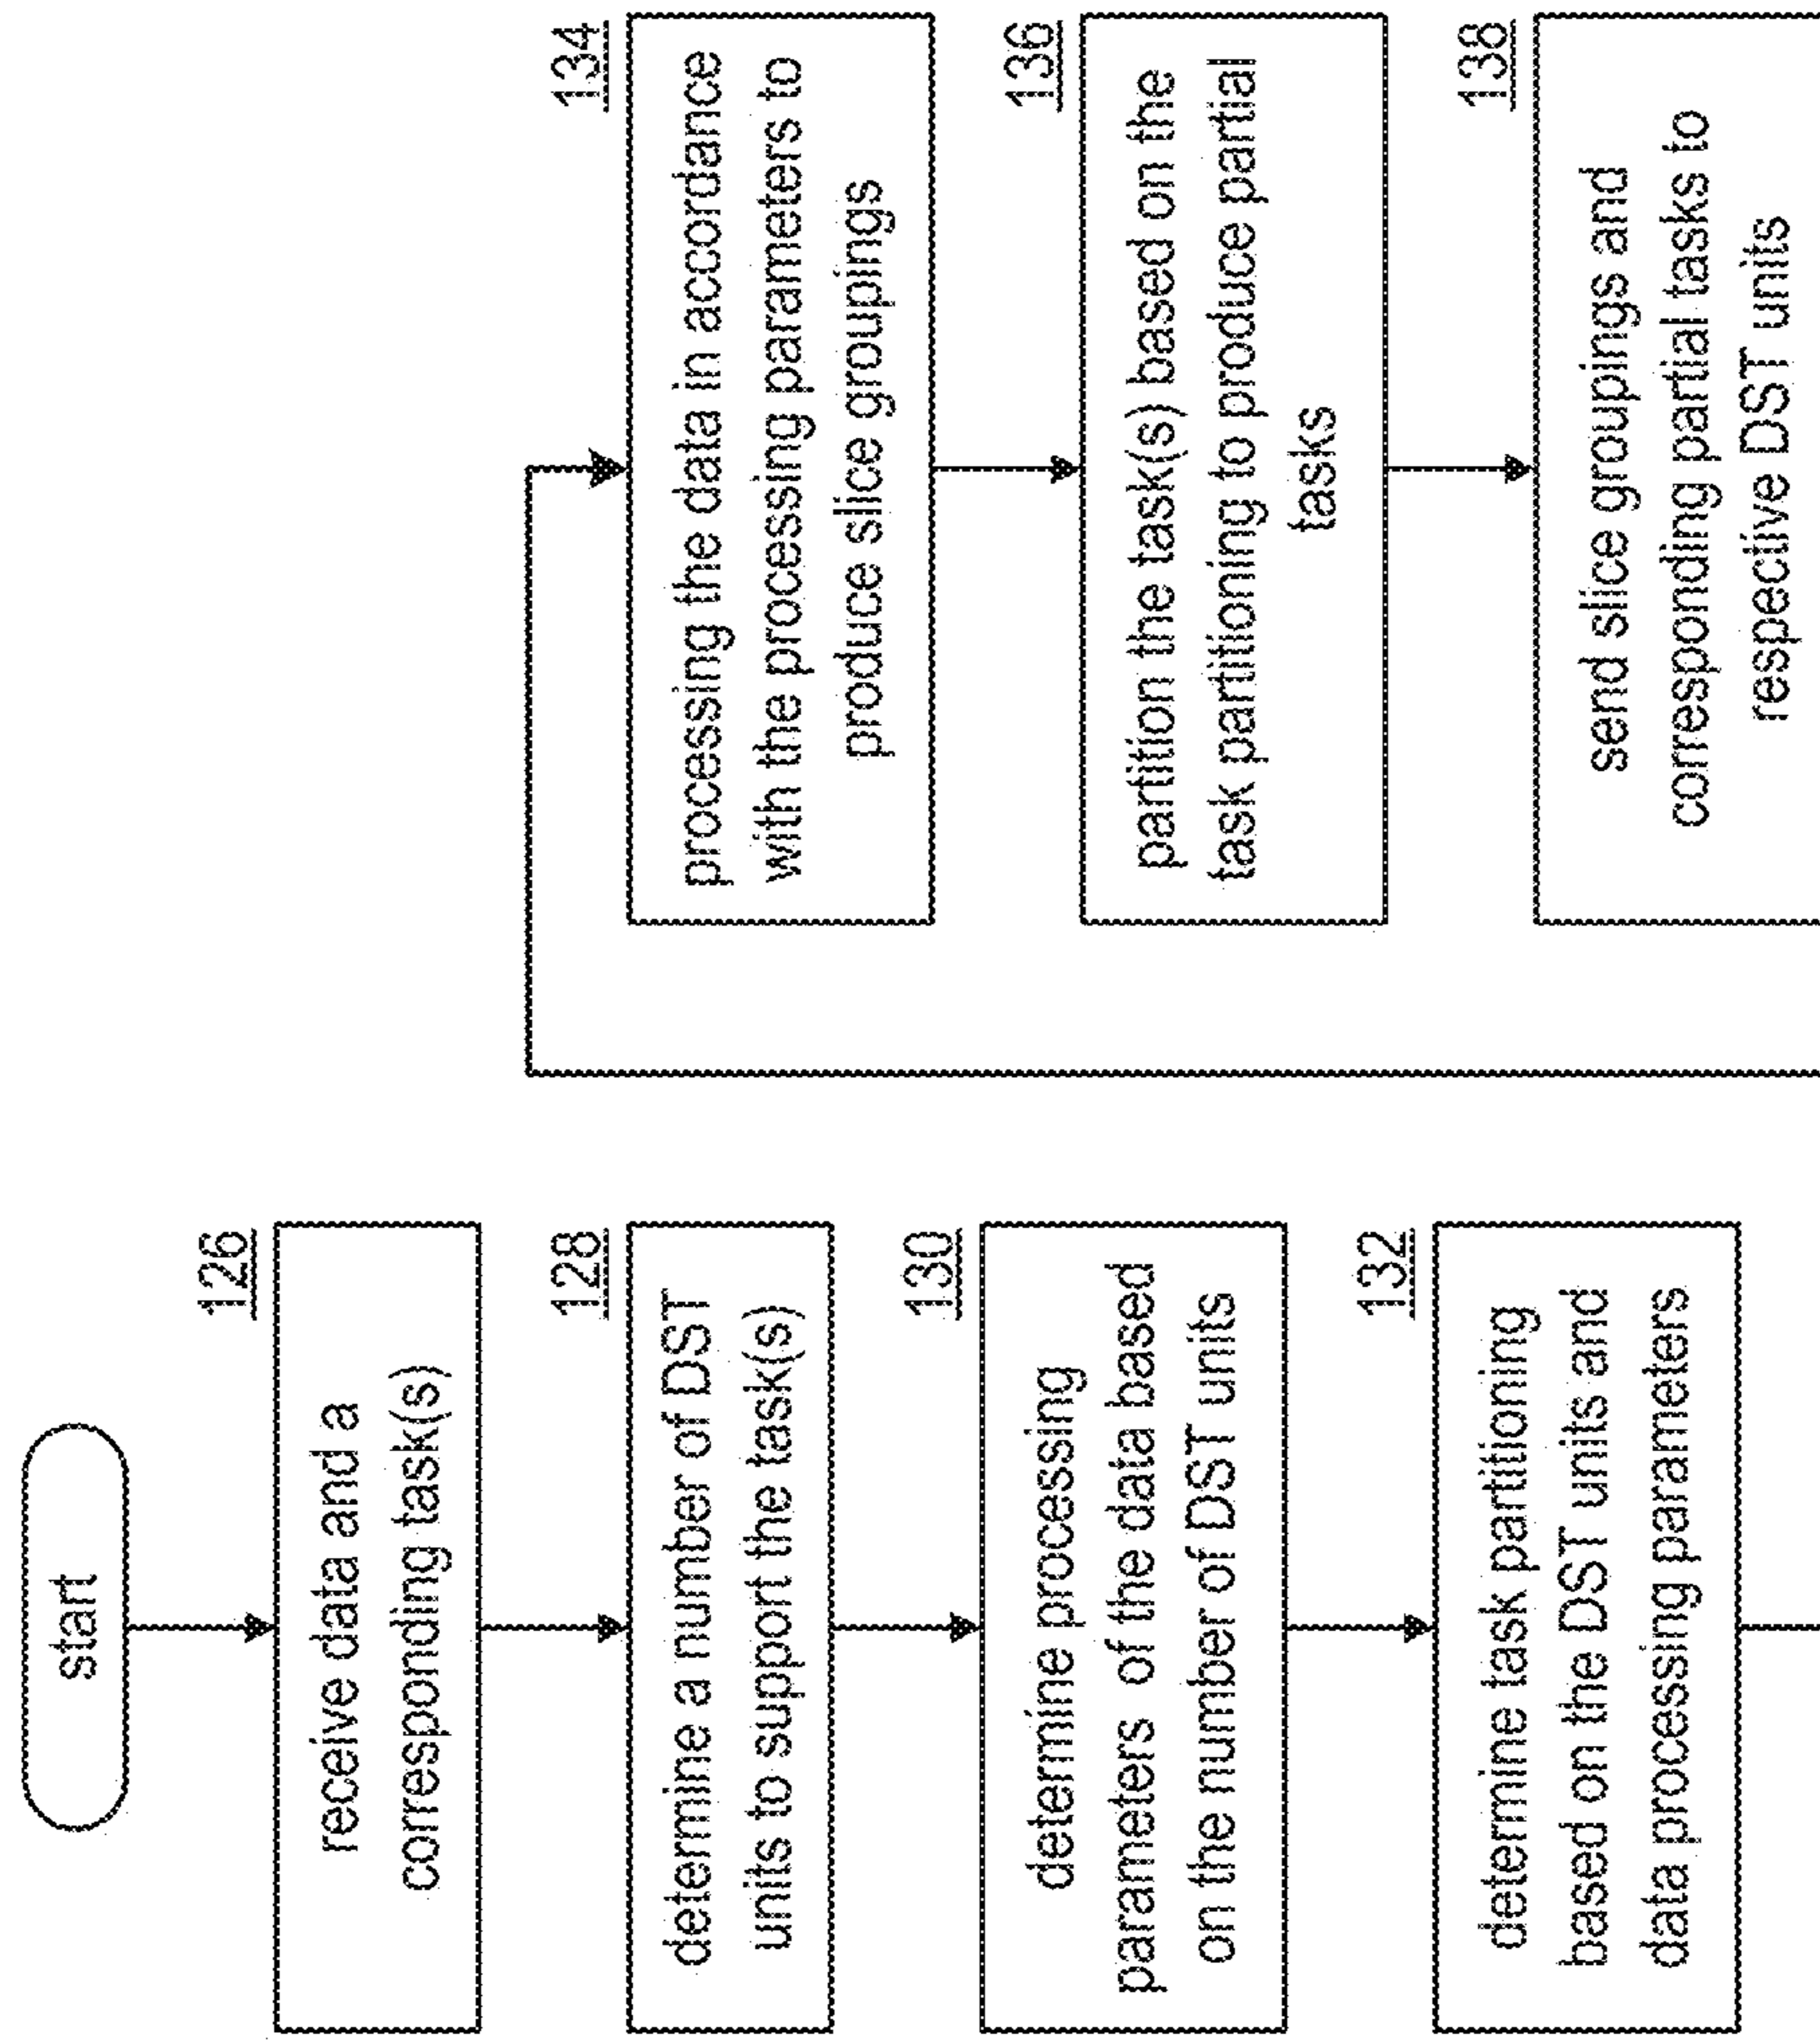 start
126
receive data and a
corresponding task(s)
128
determine a number of DST
units to support the task(s)
130
determine processing
parameters of the data based
on the number of DST units
132
determine task partitioning
based on the DST units and
data processing parameters
134
processing the data in accordance
with the processing parameters to
produce slice groupings
136
partition the task(s) based on the
task partitioning to produce partial
tasks
138
send slice groupings and
corresponding partial tasks to
respective DST units